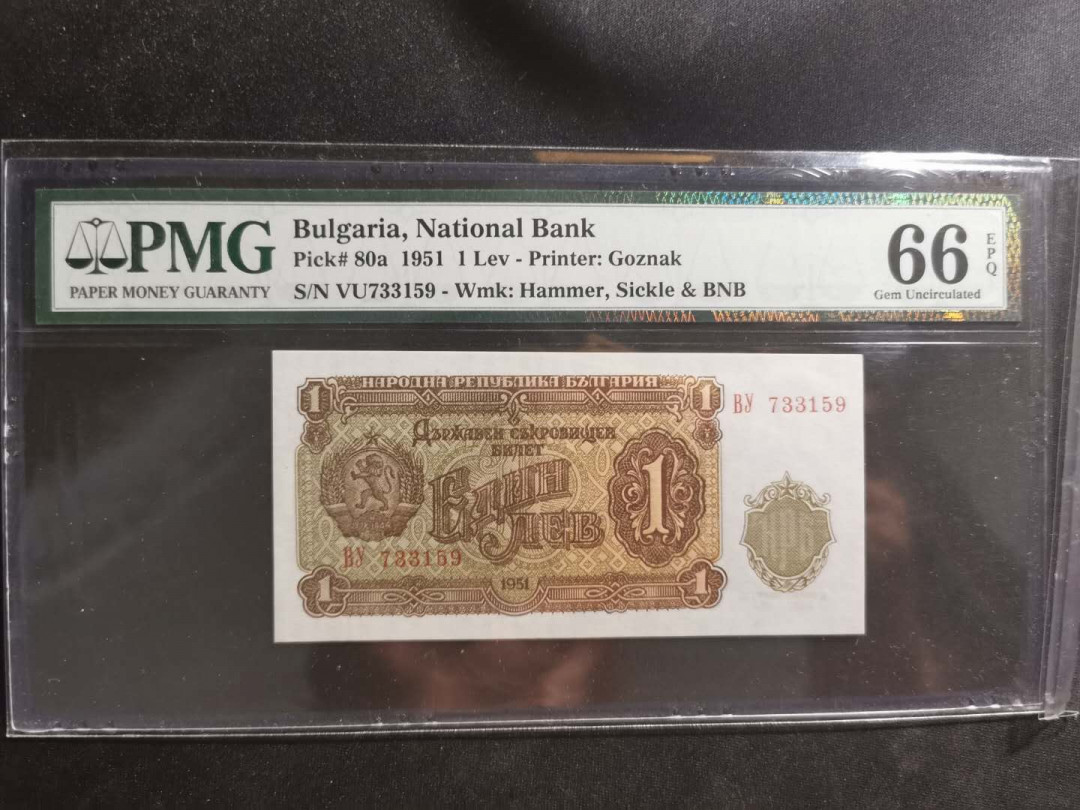 PMG
PAPER MONEY GUARANTY
Bulgaria, National Bank
Pick# 80a 1951 1 Lev - Printer: Goznak
S/N VU733159 - Wmk: Hammer, Sickle & BNB
66
EPQ
Gem Uncirculated
1 НАРОДНА РЕПУБЛИКА БЪЛГАРИЯ 1
ВУ 733159
Държавен съкровищен
билет
Един
Лев
1
ВУ 733159
1 1951 1